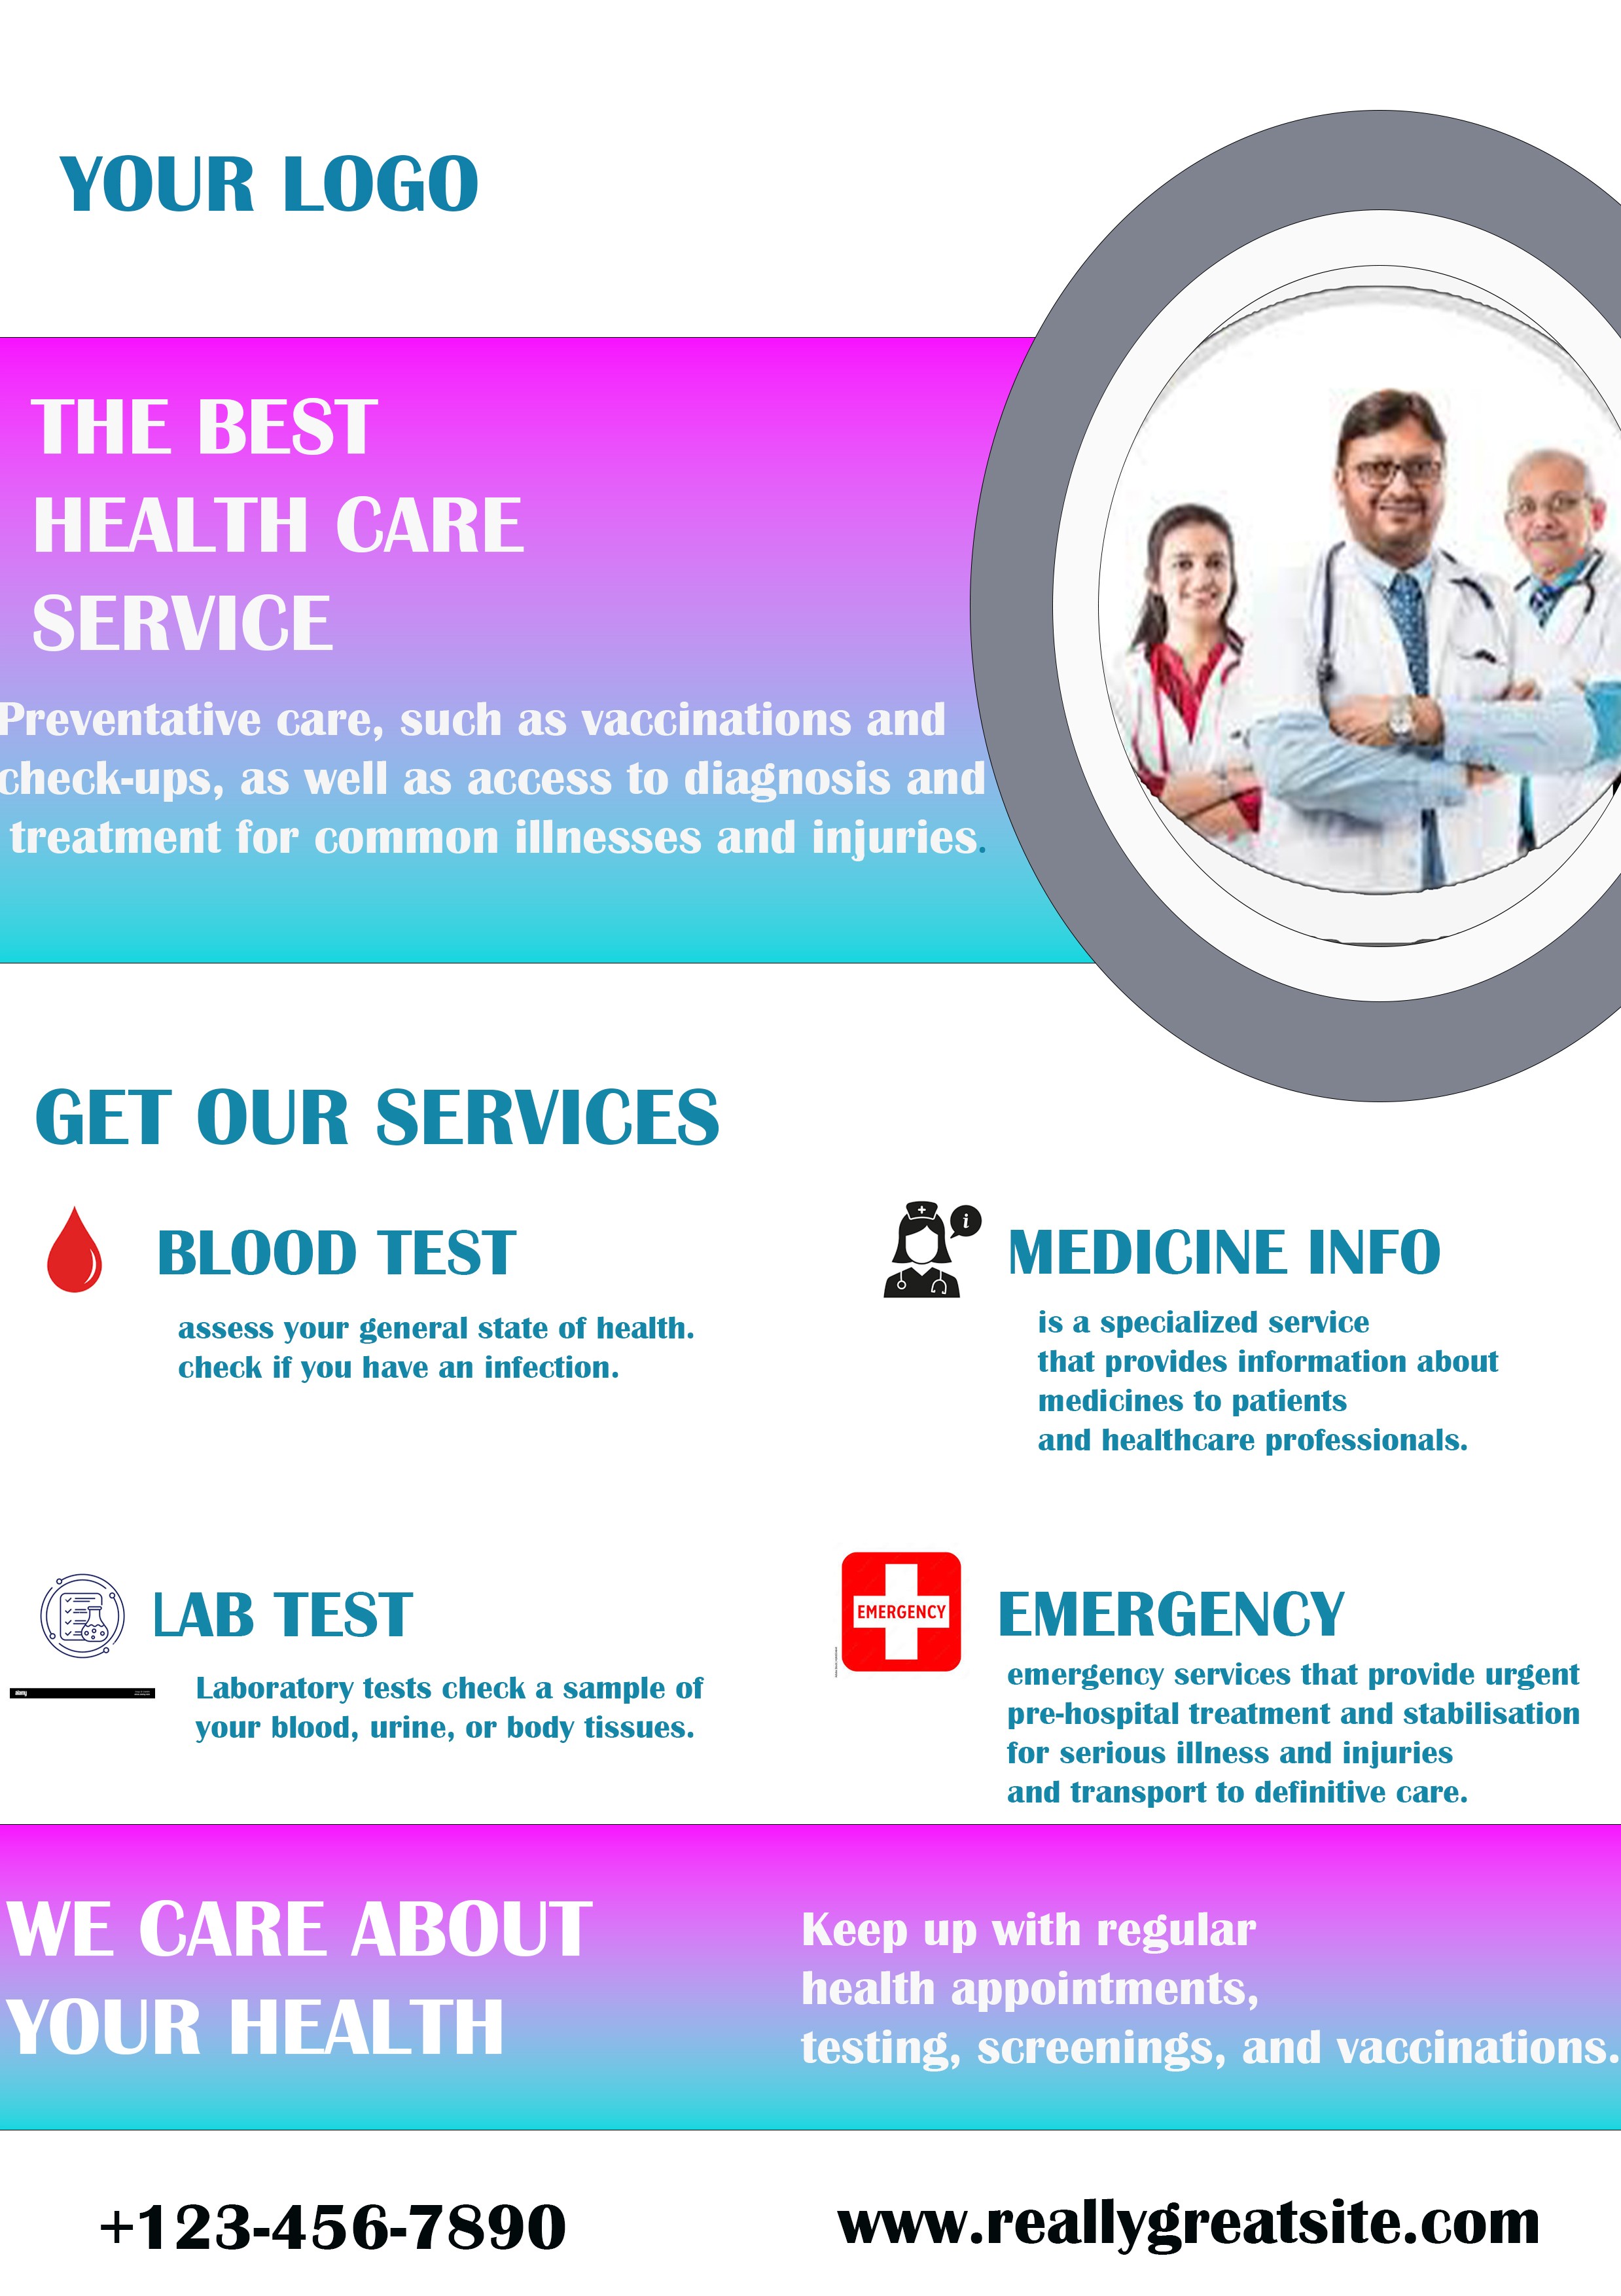 YOUR LOGO
THE BEST
HEALTH CARE
SERVICE
Preventative care, such as vaccinations and
check-ups, as well as access to diagnosis and
treatment for common illnesses and injuries.
GET OUR SERVICES
BLOOD TEST
assess your general state of health.
check if you have an infection.
i
MEDICINE INFO
is a specialized service
that provides information about
medicines to patients
and healthcare professionals.
LAB TEST
Laboratory tests check a sample of
your blood, urine, or body tissues.
alamy
EMERGENCY
EMERGENCY
emergency services that provide urgent
pre-hospital treatment and stabilisation
for serious illness and injuries
and transport to definitive care.
WE CARE ABOUT
YOUR HEALTH
Keep up with regular
health appointments,
testing, screenings, and vaccinations.
+123-456-7890
www.reallygreatsite.com